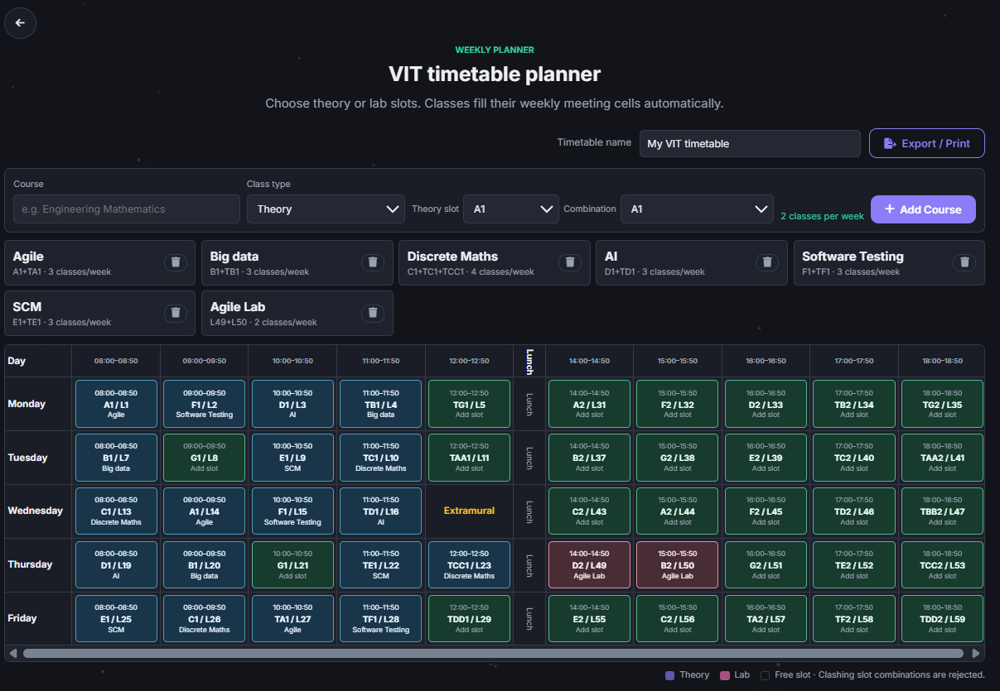 WEEKLY PLANNER
VIT timetable planner
Choose theory or lab slots. Classes fill their weekly meeting cells automatically.
Timetable name My VIT timetable Export / Print
Course Class type
e.g. Engineering Mathematics Theory Theory slot A1 Combination A1 2 classes per week + Add Course
Agile Big data Discrete Maths AI Software Testing
A1+TA1 · 3 classes/week B1+TB1 · 3 classes/week C1+TC1+TCC1 · 4 classes/week D1+TD1 · 3 classes/week F1+TF1 · 3 classes/week
SCM Agile Lab
E1+TE1 · 3 classes/week L49+L50 · 2 classes/week
Day 08:00–08:50 09:00–09:50 10:00–10:50 11:00–11:50 12:00–12:50 Lunch 14:00–14:50 15:00–15:50 16:00–16:50 17:00–17:50 18:00–18:50
08:00–08:50 09:00–09:50 10:00–10:50 11:00–11:50 12:00–12:50 14:00–14:50 15:00–15:50 16:00–16:50 17:00–17:50 18:00–18:50
Monday A1 / L1 F1 / L2 D1 / L3 TB1 / L4 TG1 / L5 Lunch A2 / L31 F2 / L32 D2 / L33 TB2 / L34 TG2 / L35
Agile Software Testing AI Big data Add slot Add slot Add slot Add slot Add slot Add slot
08:00–08:50 09:00–09:50 10:00–10:50 11:00–11:50 12:00–12:50 14:00–14:50 15:00–15:50 16:00–16:50 17:00–17:50 18:00–18:50
Tuesday B1 / L7 G1 / L8 E1 / L9 TC1 / L10 TAA1 / L11 Lunch B2 / L37 G2 / L38 E2 / L39 TC2 / L40 TAA2 / L41
Big data Add slot SCM Discrete Maths Add slot Add slot Add slot Add slot Add slot Add slot
08:00–08:50 09:00–09:50 10:00–10:50 11:00–11:50 14:00–14:50 15:00–15:50 16:00–16:50 17:00–17:50 18:00–18:50
Wednesday C1 / L13 A1 / L14 F1 / L15 TD1 / L16 Extramural Lunch C2 / L43 A2 / L44 F2 / L45 TD2 / L46 TBB2 / L47
Discrete Maths Agile Software Testing AI Add slot Add slot Add slot Add slot Add slot
08:00–08:50 09:00–09:50 10:00–10:50 11:00–11:50 12:00–12:50 14:00–14:50 15:00–15:50 16:00–16:50 17:00–17:50 18:00–18:50
Thursday D1 / L19 B1 / L20 G1 / L21 TE1 / L22 TCC1 / L23 Lunch D2 / L49 B2 / L50 G2 / L51 TE2 / L52 TCC2 / L53
AI Big data Add slot SCM Discrete Maths Agile Lab Agile Lab Add slot Add slot Add slot
08:00–08:50 09:00–09:50 10:00–10:50 11:00–11:50 12:00–12:50 14:00–14:50 15:00–15:50 16:00–16:50 17:00–17:50 18:00–18:50
Friday E1 / L25 C1 / L26 TA1 / L27 TF1 / L28 TDD1 / L29 Lunch E2 / L55 C2 / L56 TA2 / L57 TF2 / L58 TDD2 / L59
SCM Discrete Maths Agile Software Testing Add slot Add slot Add slot Add slot Add slot Add slot
Theory Lab Free slot · Clashing slot combinations are rejected.